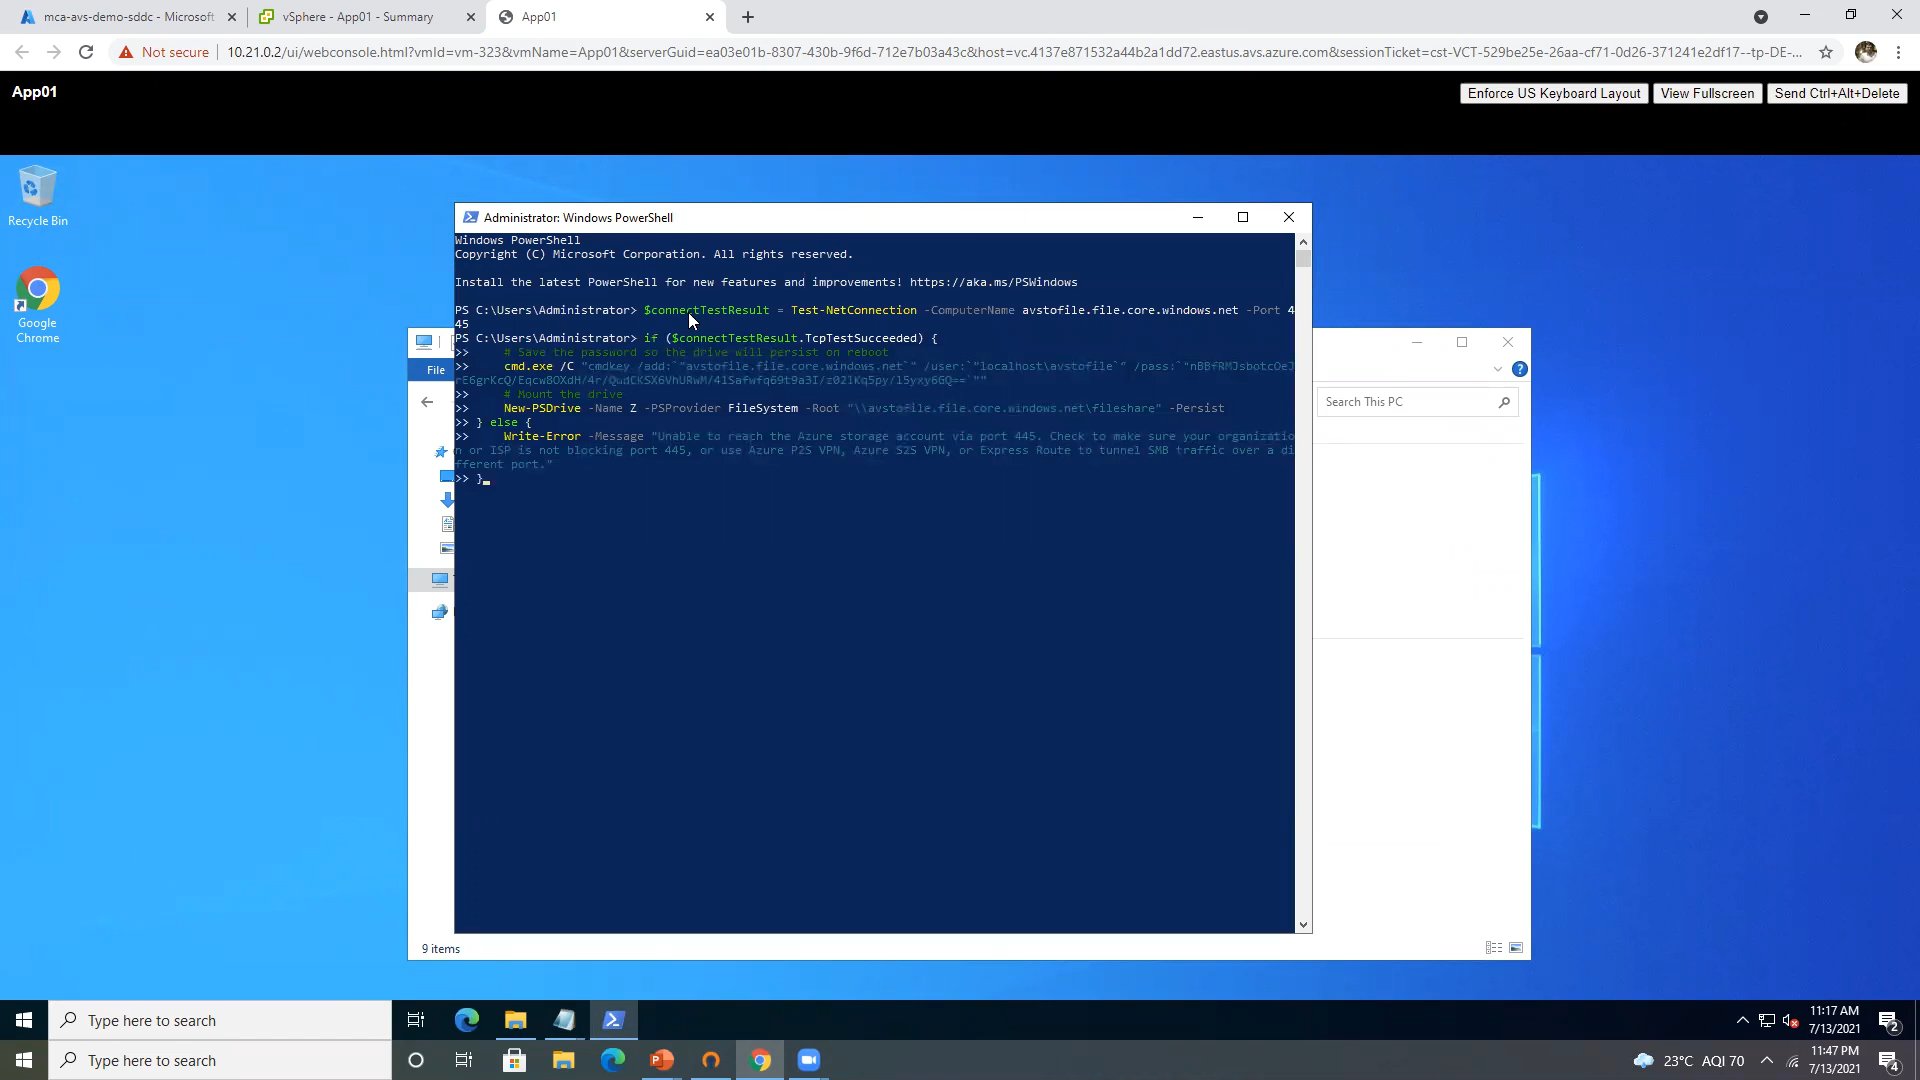 mca-avs-demo-sddc - Microsoft
vSphere - App01 - Summary
App01
Not secure
10.21.0.2/ui/webconsole.html?vmId=vm-323&vmName=App01&serverGuid=ea03e01b-8307-430b-9f6d-712e7b03a43c&host=vc.4137e871532a44b2a1dd72.eastus.avs.azure.com&sessionTicket=cst-VCT-529be25e-26aa-cf71-0d26-371241e2df17--tp-DE-...
App01
Enforce US Keyboard Layout
View Fullscreen
Send Ctrl+Alt+Delete
Recycle Bin
Google
Chrome
Administrator: Windows PowerShell
Windows PowerShell
Copyright (C) Microsoft Corporation. All rights reserved.
Install the latest PowerShell for new features and improvements! https://aka.ms/PSWindows
PS C:\Users\Administrator> $connectTestResult = Test-NetConnection -ComputerName avstofile.file.core.windows.net -Port 4
45
PS C:\Users\Administrator> if ($connectTestResult.TcpTestSucceeded) {
>>     # Save the password so the drive will persist on reboot
>>     cmd.exe /C "cmdkey /add:`"avstofile.file.core.windows.net`" /user:`"localhost\avstofile`" /pass:`"
>>     # Mount the drive
>>     New-PSDrive -Name Z -PSProvider FileSystem -Root "\\avstofile.file.core.windows.net\fileshare" -Persist
>> } else {
>>     Write-Error -Message "Unable to reach the Azure storage account via port 445. Check to make sure your organizatio
n or ISP is not blocking port 445, or use Azure P2S VPN, Azure S2S VPN, or Express Route to tunnel SMB traffic over a di
fferent port."
>> }
File
Search This PC
9 items
Type here to search
11:17 AM
7/13/2021
2
Type here to search
23°C AQI 70
11:47 PM
7/13/2021
4